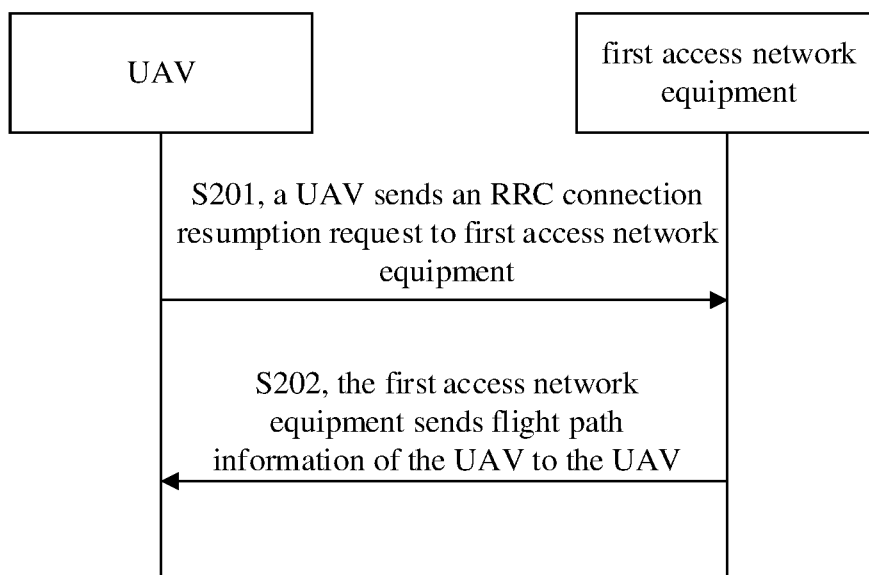 UAV
first access network
equipment
S201, a UAV sends an RRC connection
resumption request to first access network
equipment
S202, the first access network
equipment sends flight path
information of the UAV to the UAV